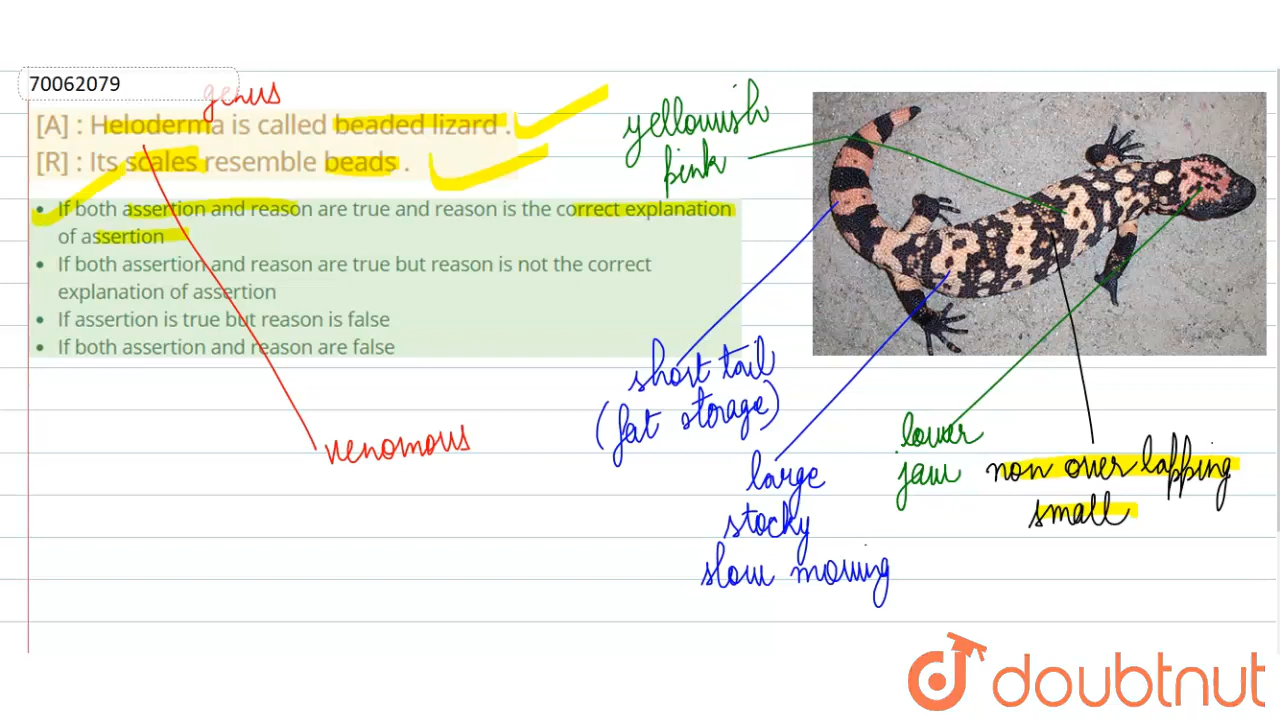 70062079
genus
[A] : Heloderma is called beaded lizard .
[R] : Its scales resemble beads .
• If both assertion and reason are true and reason is the correct explanation
of assertion
• If both assertion and reason are true but reason is not the correct
explanation of assertion
• If assertion is true but reason is false
• If both assertion and reason are false
venomous
yellowish
pink
short tail
(fat storage)
large
stocky
slow moving
lower
jaw
non over lapping
small
doubtnut